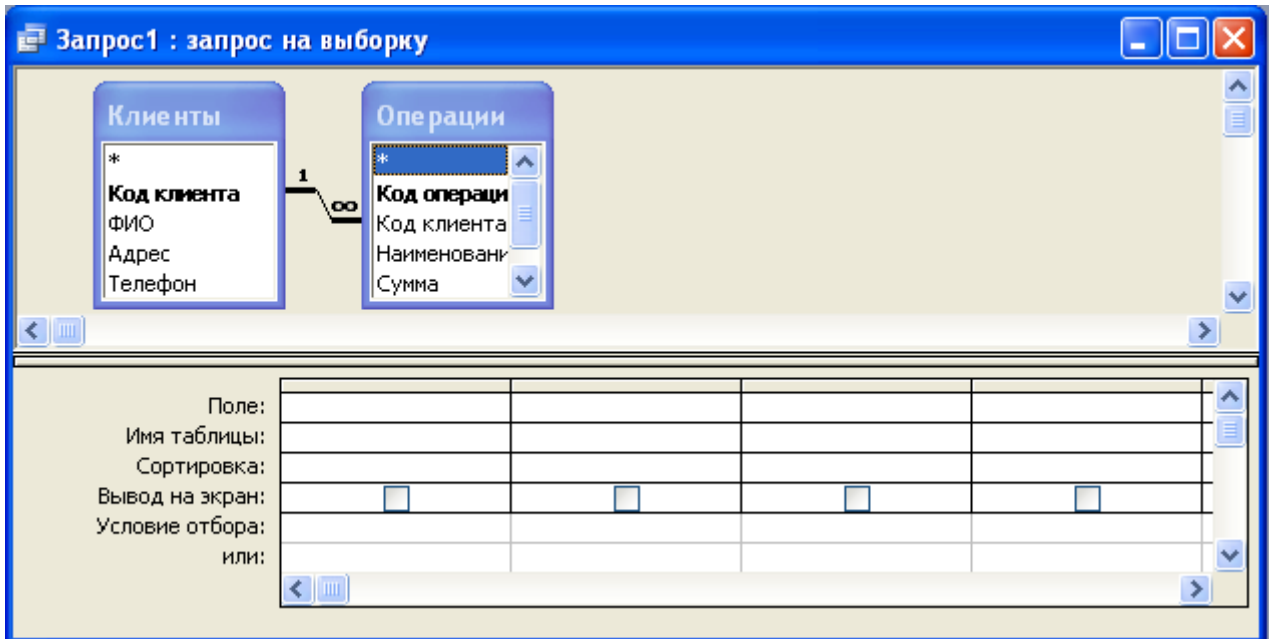 Запрос1 : запрос на выборку
Клиенты
*
Код клиента
ФИО
Адрес
Телефон
1
∞
Операции
*
Код операци
Код клиента
Наименовани
Сумма
Поле:
Имя таблицы:
Сортировка:
Вывод на экран:
Условие отбора:
или: